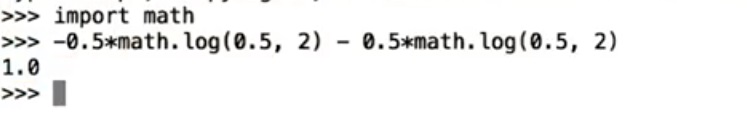 >>> import math
>>> -0.5*math.log(0.5, 2) - 0.5*math.log(0.5, 2)
1.0
>>>